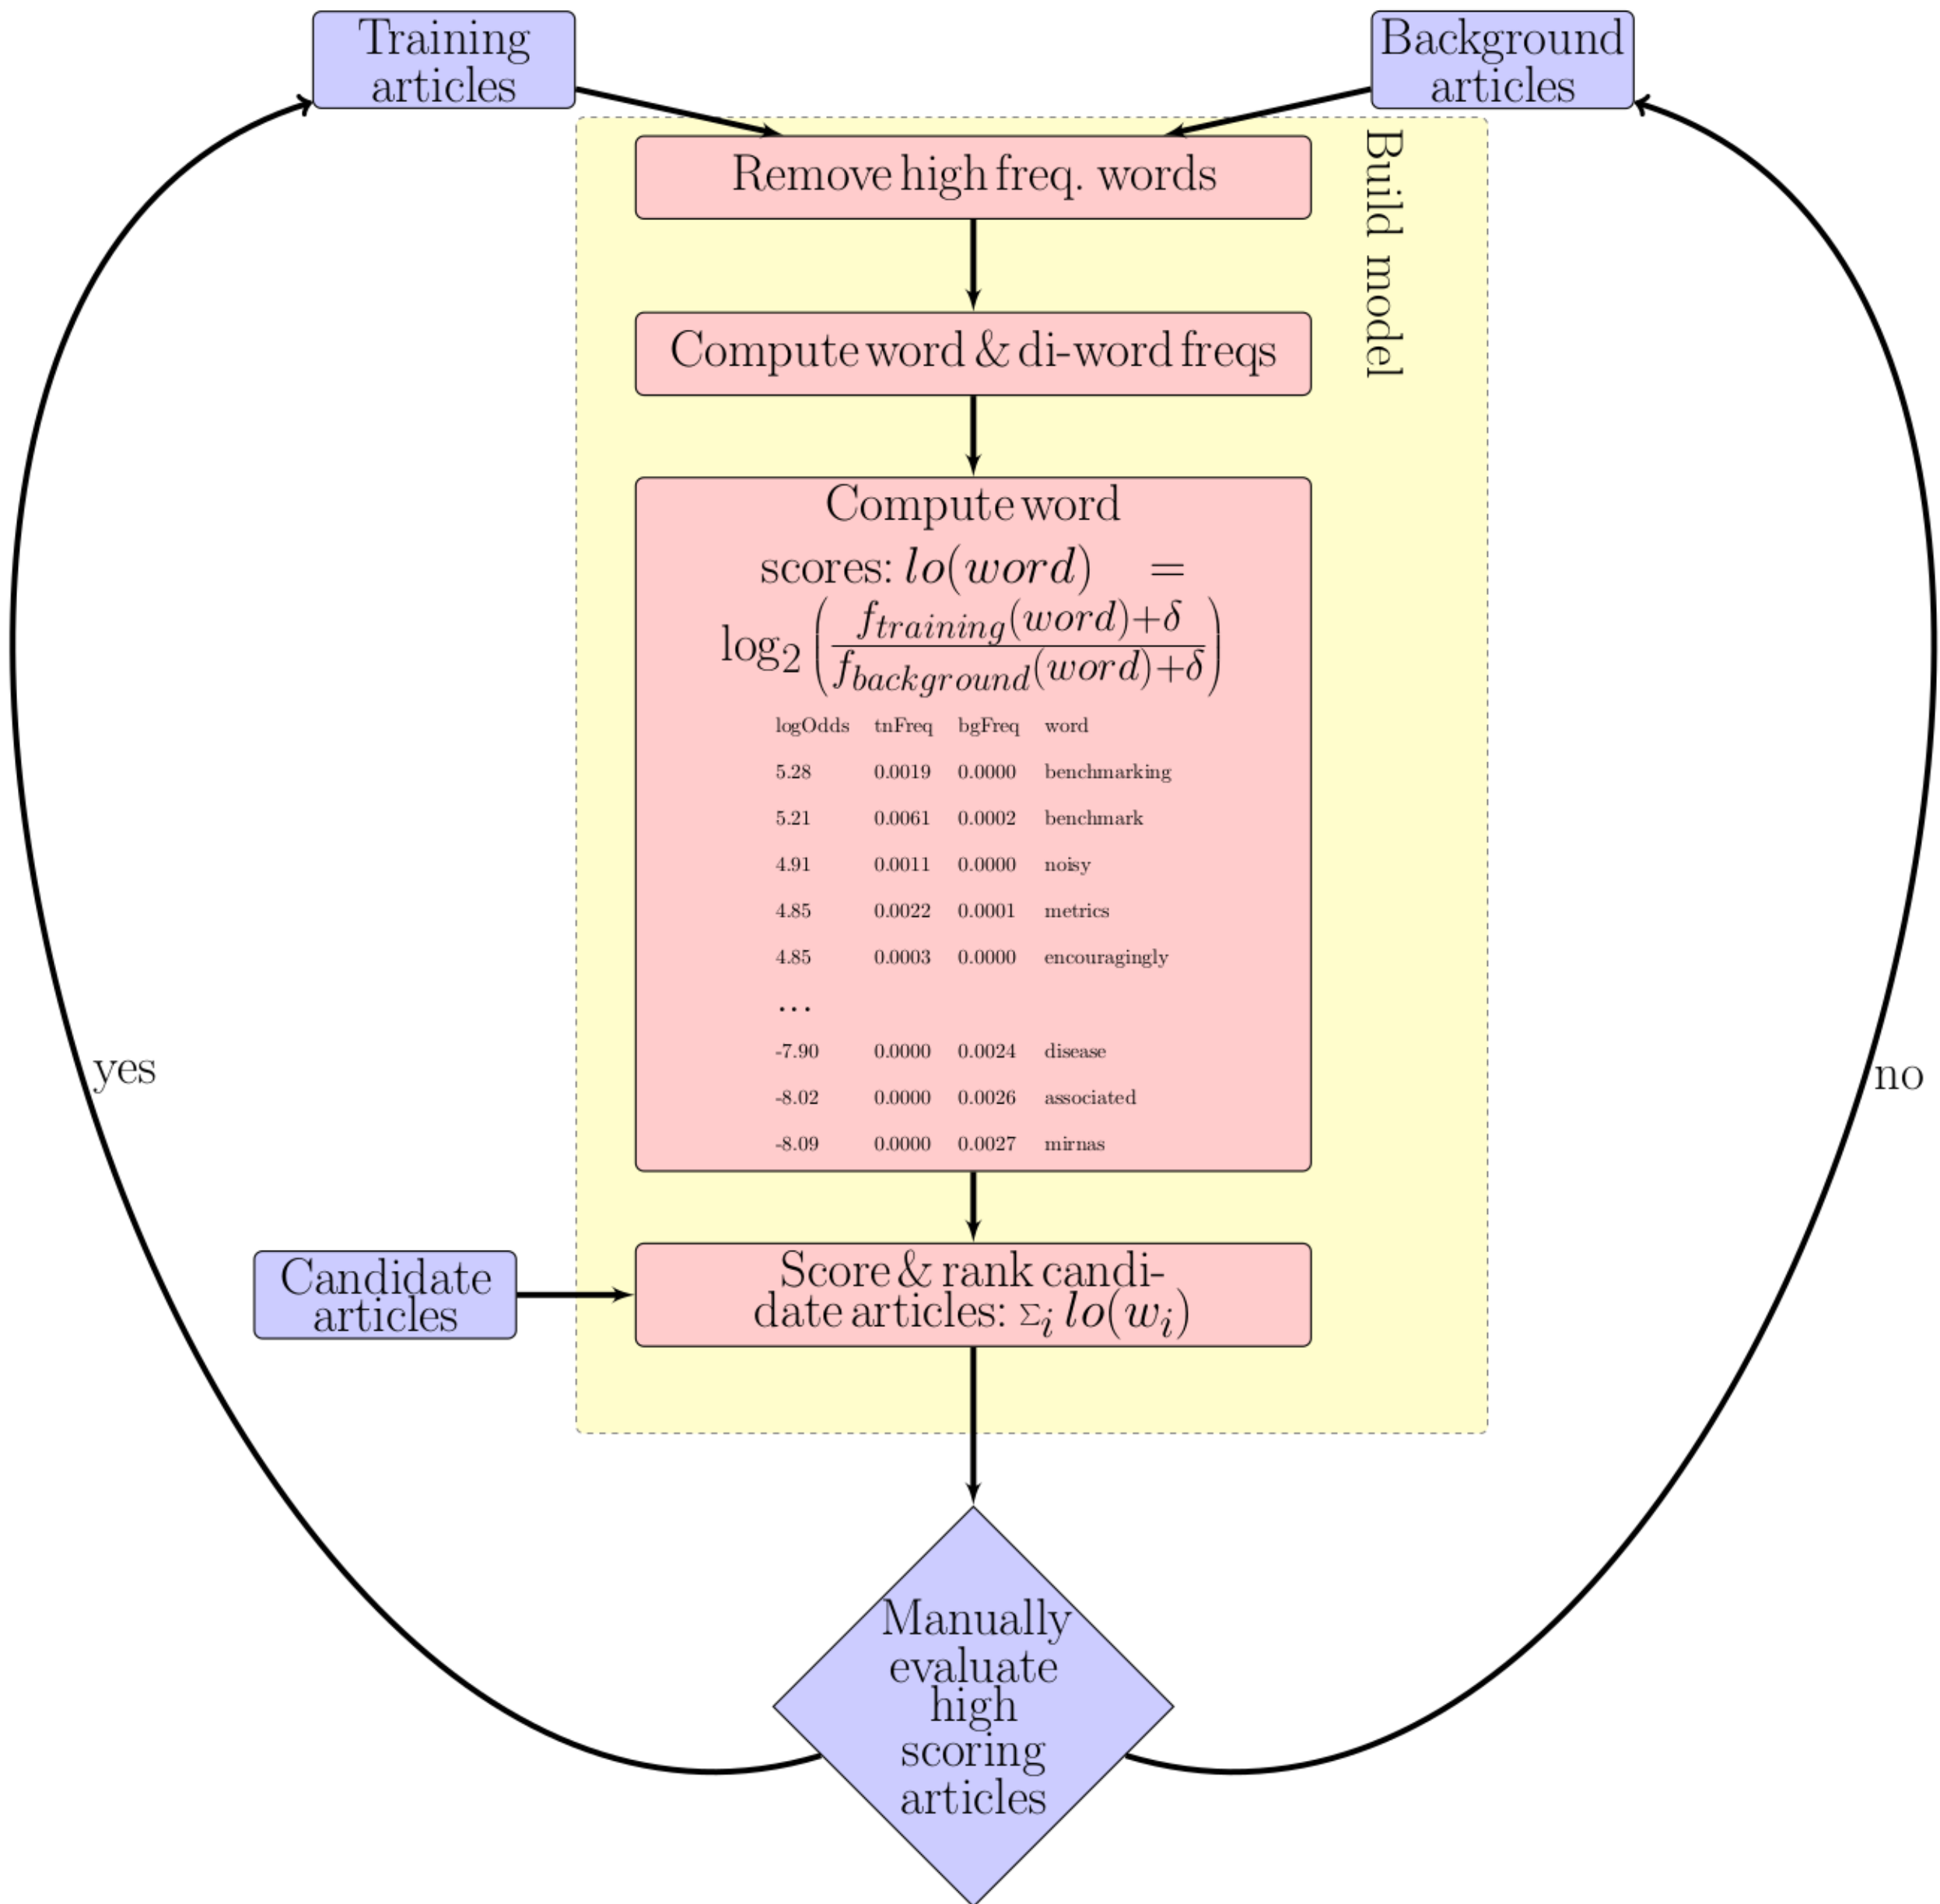 Training
articles
Background
articles
Build model
Remove high freq. words
Compute word & di-word freqs
Compute word
scores: lo(word) =
log₂ ( (f_training(word)+δ) / (f_background(word)+δ) )
logOdds tnFreq bgFreq word
5.28 0.0019 0.0000 benchmarking
5.21 0.0061 0.0002 benchmark
4.91 0.0011 0.0000 noisy
4.85 0.0022 0.0001 metrics
4.85 0.0003 0.0000 encouragingly
...
-7.90 0.0000 0.0024 disease
-8.02 0.0000 0.0026 associated
-8.09 0.0000 0.0027 mirnas
yes
no
Candidate
articles
Score & rank candi-
date articles: Σᵢ lo(wᵢ)
Manually
evaluate
high
scoring
articles